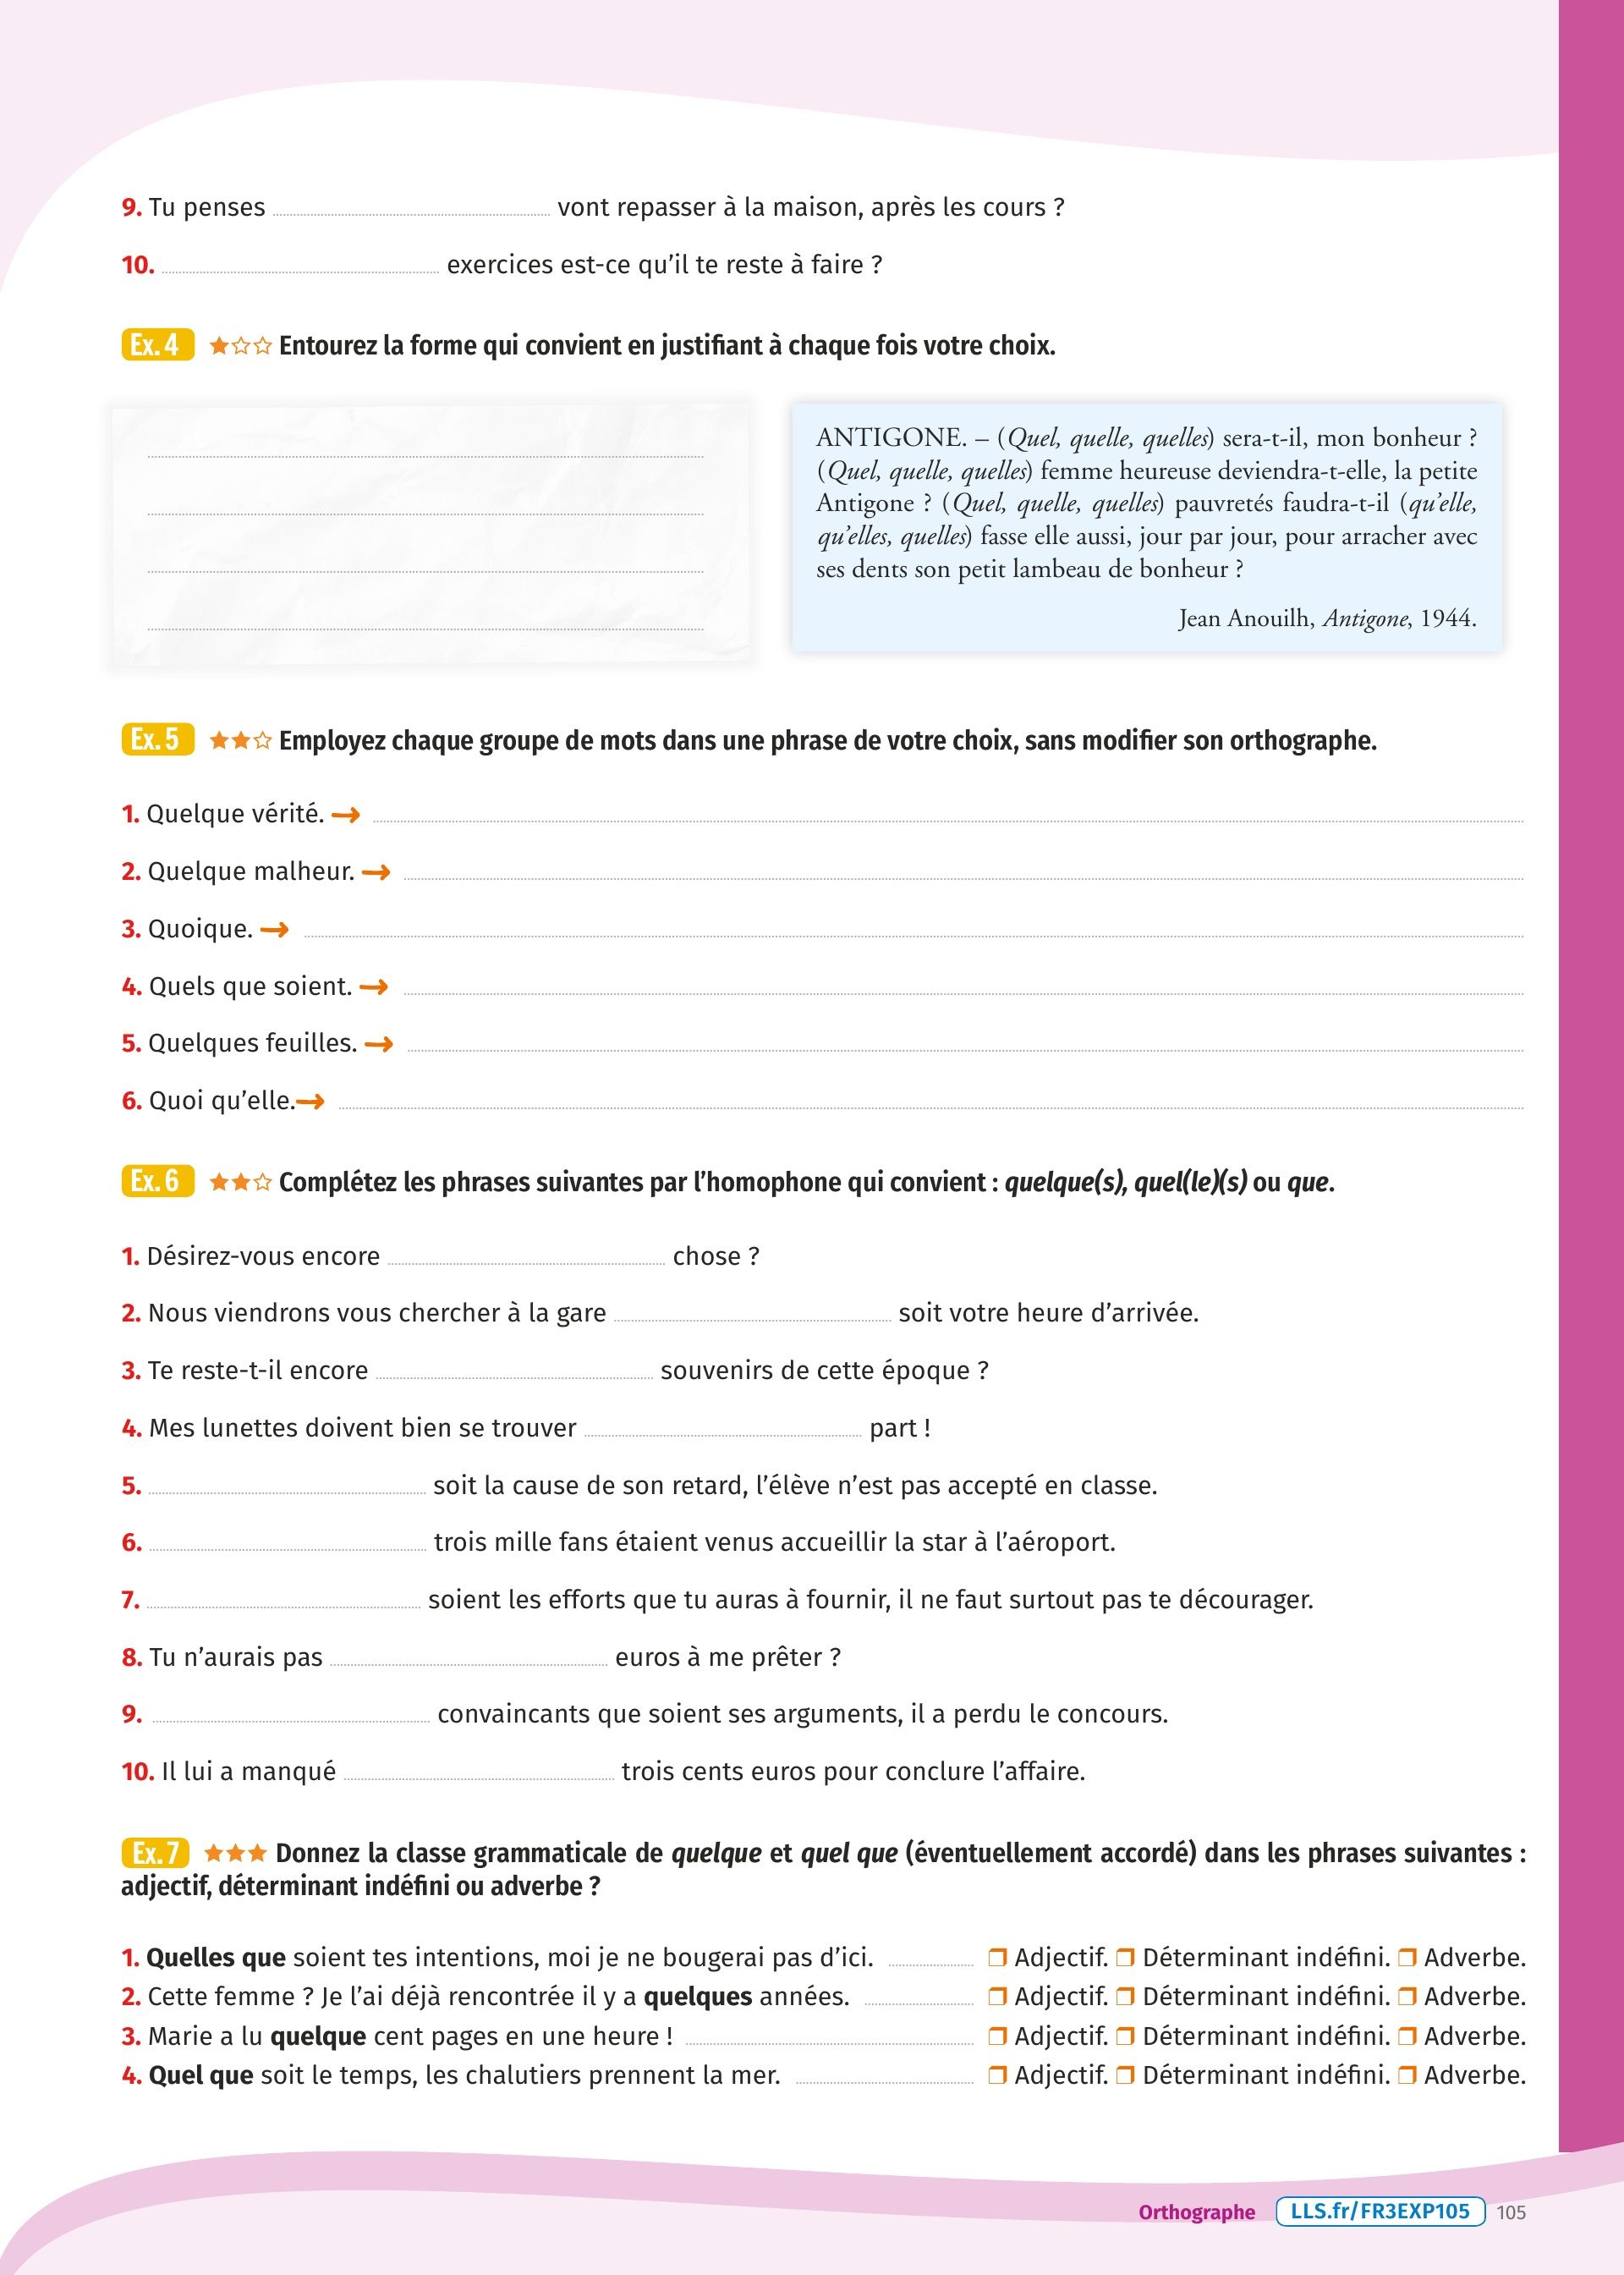 9. Tu penses ........ vont repasser à la maison, après les cours ?
10. ........ exercices est-ce qu’il te reste à faire ?
Ex. 4 ★☆☆ Entourez la forme qui convient en justifiant à chaque fois votre choix.
ANTIGONE. – (Quel, quelle, quelles) sera-t-il, mon bonheur ?
(Quel, quelle, quelles) femme heureuse deviendra-t-elle, la petite
Antigone ? (Quel, quelle, quelles) pauvretés faudra-t-il (qu’elle,
qu’elles, quelles) fasse elle aussi, jour par jour, pour arracher avec
ses dents son petit lambeau de bonheur ?
Jean Anouilh, Antigone, 1944.
Ex. 5 ★★☆ Employez chaque groupe de mots dans une phrase de votre choix, sans modifier son orthographe.
1. Quelque vérité. → ........
2. Quelque malheur. → ........
3. Quoique. → ........
4. Quels que soient. → ........
5. Quelques feuilles. → ........
6. Quoi qu’elle.→ ........
Ex. 6 ★★☆ Complétez les phrases suivantes par l’homophone qui convient : quelque(s), quel(le)(s) ou que.
1. Désirez-vous encore ........ chose ?
2. Nous viendrons vous chercher à la gare ........ soit votre heure d’arrivée.
3. Te reste-t-il encore ........ souvenirs de cette époque ?
4. Mes lunettes doivent bien se trouver ........ part !
5. ........ soit la cause de son retard, l’élève n’est pas accepté en classe.
6. ........ trois mille fans étaient venus accueillir la star à l’aéroport.
7. ........ soient les efforts que tu auras à fournir, il ne faut surtout pas te décourager.
8. Tu n’aurais pas ........ euros à me prêter ?
9. ........ convaincants que soient ses arguments, il a perdu le concours.
10. Il lui a manqué ........ trois cents euros pour conclure l’affaire.
Ex. 7 ★★★ Donnez la classe grammaticale de quelque et quel que (éventuellement accordé) dans les phrases suivantes :
adjectif, déterminant indéfini ou adverbe ?
1. Quelles que soient tes intentions, moi je ne bougerai pas d’ici. ........ ❒ Adjectif. ❒ Déterminant indéfini. ❒ Adverbe.
2. Cette femme ? Je l’ai déjà rencontrée il y a quelques années. ........ ❒ Adjectif. ❒ Déterminant indéfini. ❒ Adverbe.
3. Marie a lu quelque cent pages en une heure ! ........ ❒ Adjectif. ❒ Déterminant indéfini. ❒ Adverbe.
4. Quel que soit le temps, les chalutiers prennent la mer. ........ ❒ Adjectif. ❒ Déterminant indéfini. ❒ Adverbe.
Orthographe LLS.fr/FR3EXP105 105